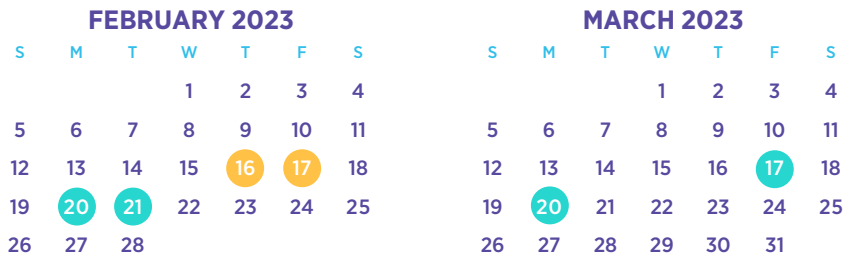 FEBRUARY 2023
S M T W T F S
1 2 3 4
5 6 7 8 9 10 11
12 13 14 15 16 17 18
19 20 21 22 23 24 25
26 27 28
MARCH 2023
S M T W T F S
1 2 3 4
5 6 7 8 9 10 11
12 13 14 15 16 17 18
19 20 21 22 23 24 25
26 27 28 29 30 31